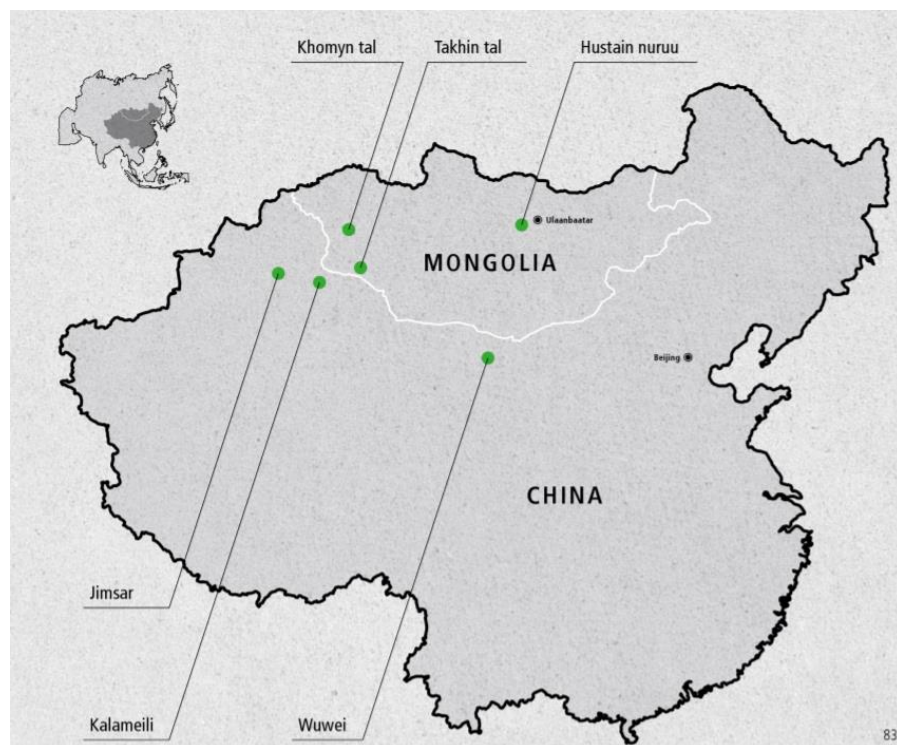 Khomyn tal
Takhin tal
Hustain nuruu
Ulaanbaatar
MONGOLIA
Beijing
CHINA
Jimsar
Kalameili
Wuwei
83